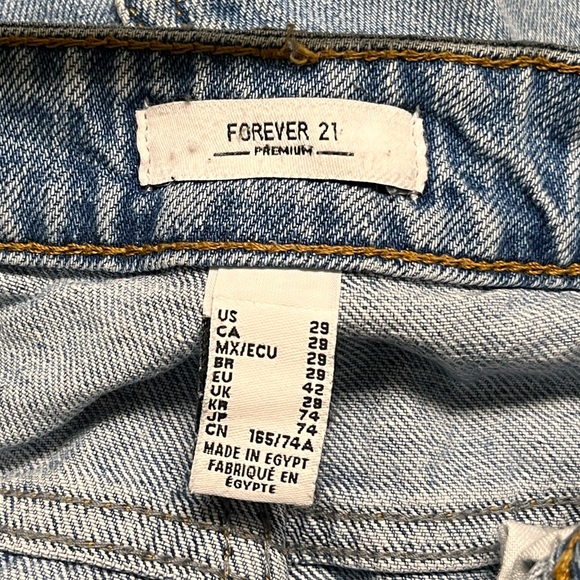 FOREVER 21
PREMIUM
US 29
CA 29
MX/ECU 29
BR 29
EU 42
UK 29
KR 74
JP 74
CN 165/74A
MADE IN EGYPT
FABRIQUÉ EN
ÉGYPTE